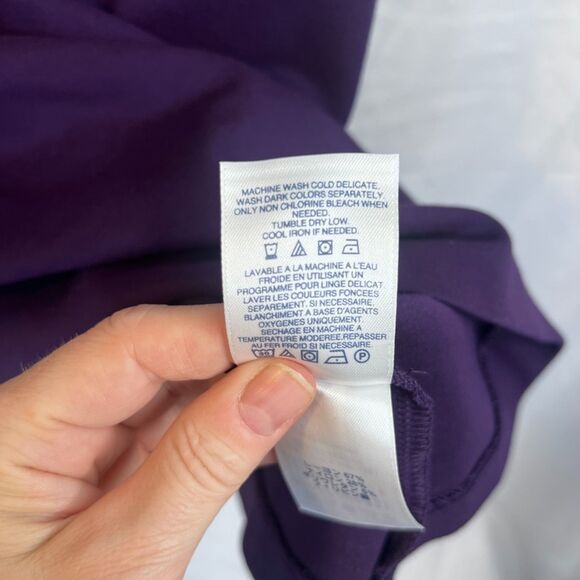 MACHINE WASH COLD DELICATE.
WASH DARK COLORS SEPARATELY.
ONLY NON CHLORINE BLEACH WHEN
NEEDED.
TUMBLE DRY LOW.
COOL IRON IF NEEDED.
LAVABLE A LA MACHINE A L'EAU
FROIDE EN UTILISANT UN
PROGRAMME POUR LINGE DELICAT
LAVER LES COULEURS FONCEES
SEPAREMENT. SI NECESSAIRE,
BLANCHIMENT A BASE D'AGENTS
OXYGENES UNIQUEMENT.
SECHAGE EN MACHINE A
TEMPERATURE MODEREE.REPASSER
AU FER FROID SI NECESSAIRE.
P